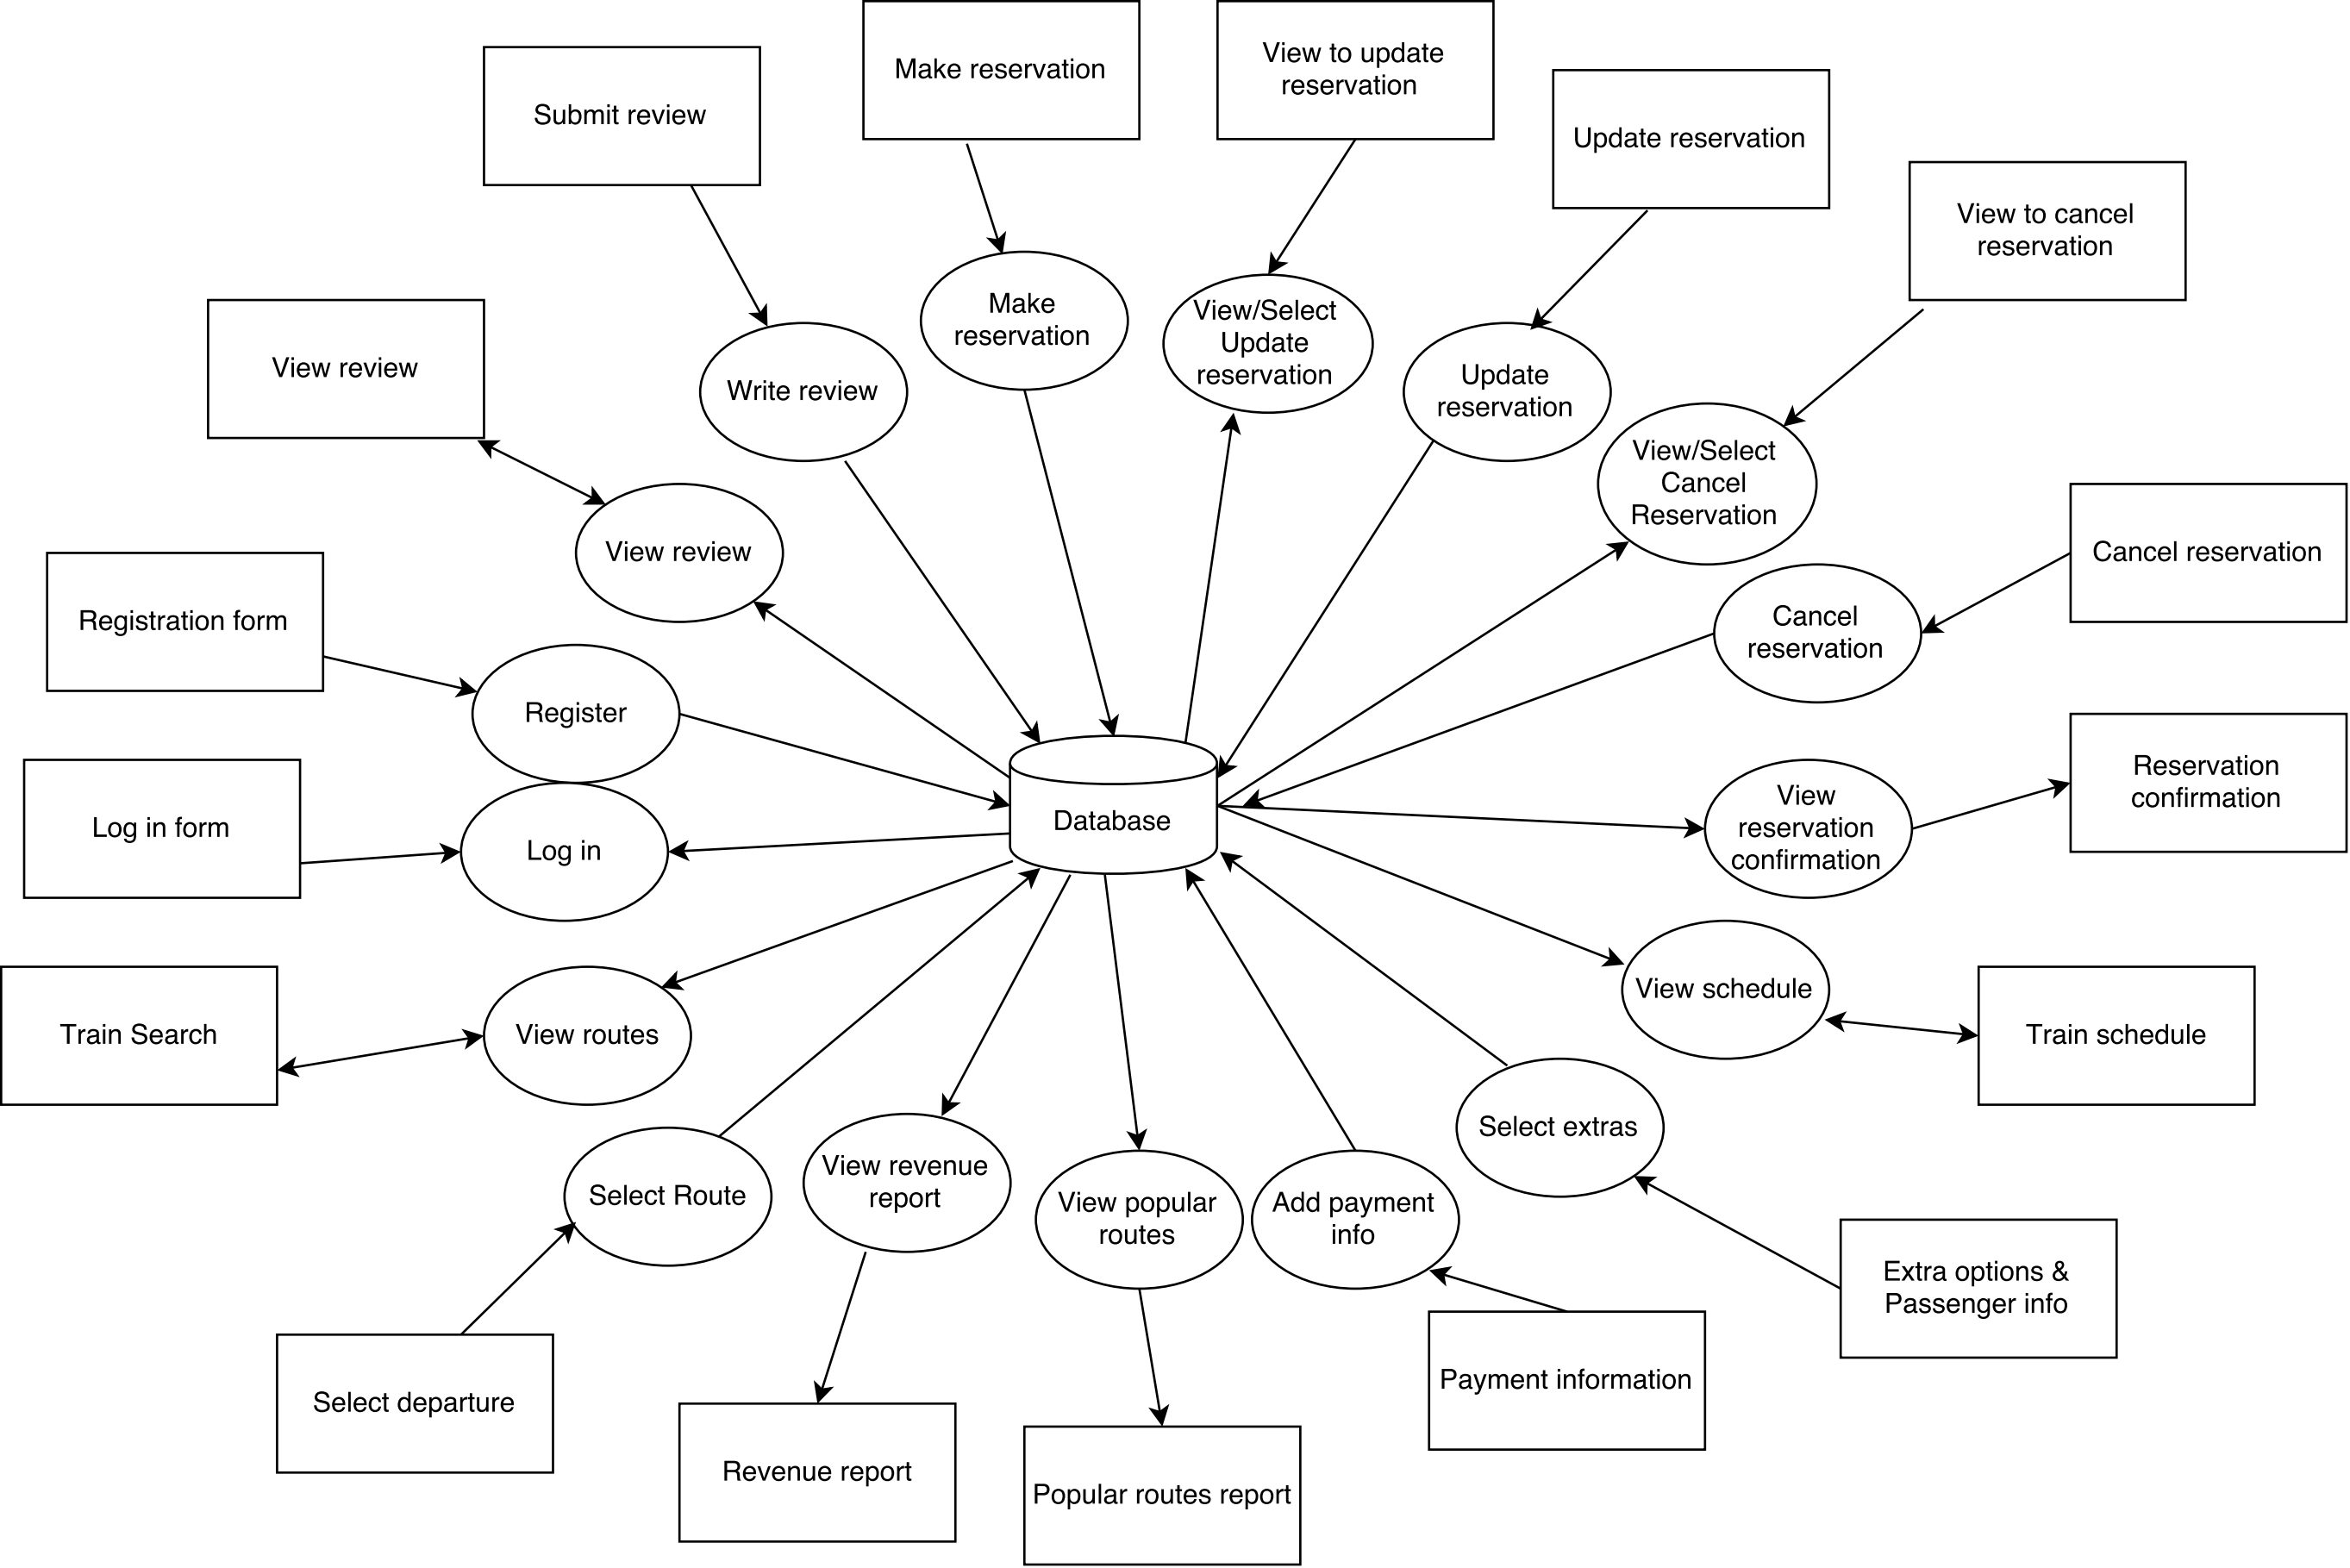 Make reservation
View to update
reservation
Submit review
Update reservation
View to cancel
reservation
Make
reservation
View/Select
Update
reservation
View review
Write review
Update
reservation
View/Select
Cancel
Reservation
View review
Cancel reservation
Registration form
Cancel
reservation
Register
Reservation
confirmation
Log in form
Log in
Database
View
reservation
confirmation
Train Search
View routes
View schedule
Train schedule
Select Route
View revenue
report
View popular
routes
Add payment
info
Select extras
Extra options &
Passenger info
Select departure
Payment information
Revenue report
Popular routes report